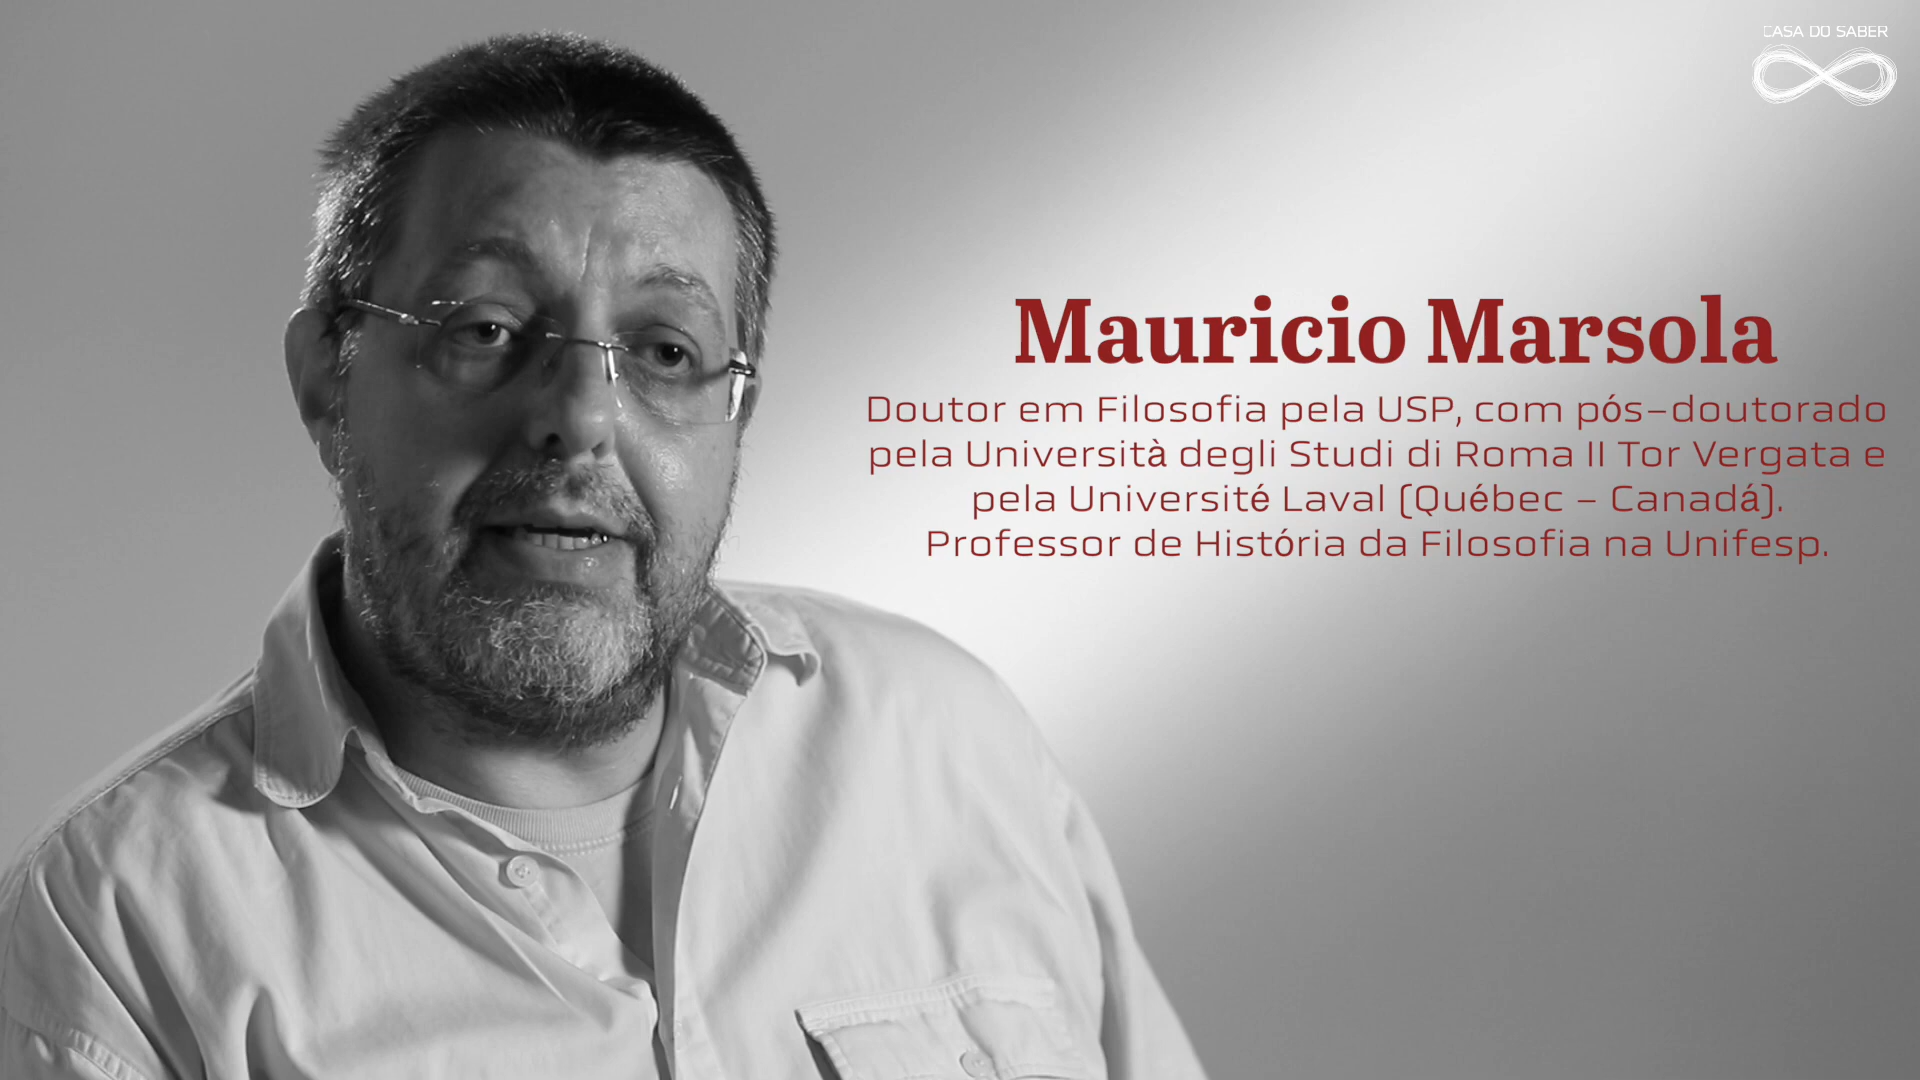 CASA DO SABER
Mauricio Marsola
Doutor em Filosofia pela USP, com pós-doutorado
pela Università degli Studi di Roma II Tor Vergata e
pela Université Laval (Québec - Canadá).
Professor de História da Filosofia na Unifesp.